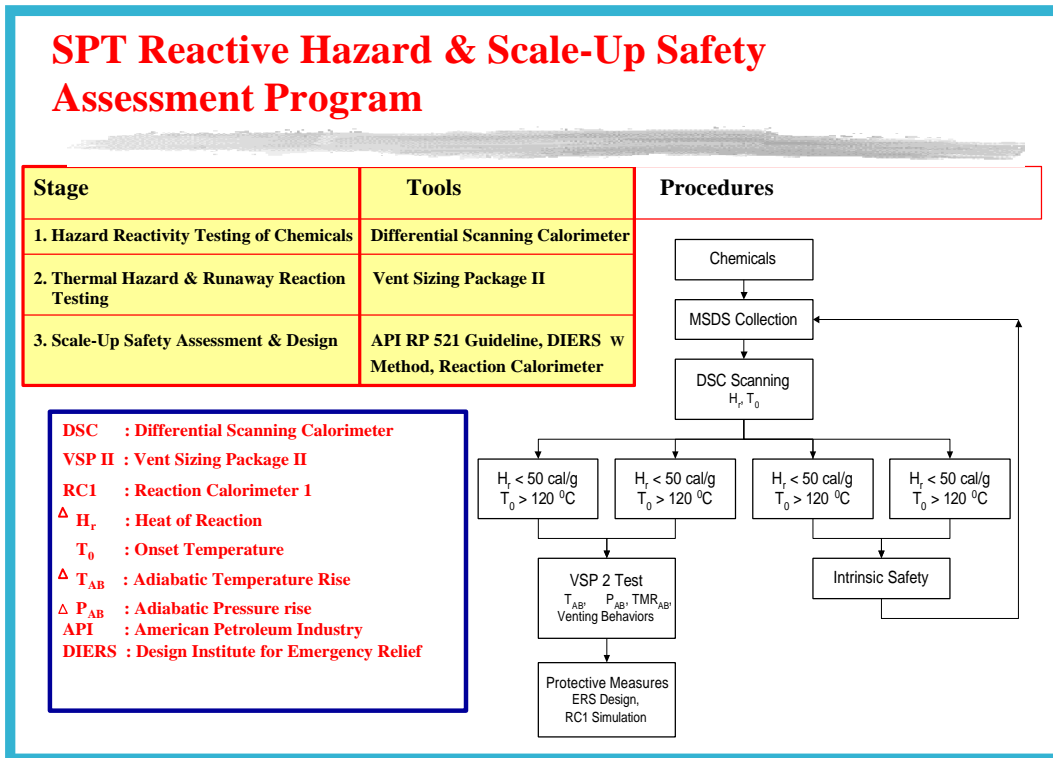 SPT Reactive Hazard & Scale-Up Safety
Assessment Program
Stage Tools Procedures
1. Hazard Reactivity Testing of Chemicals Differential Scanning Calorimeter
2. Thermal Hazard & Runaway Reaction
Testing
Vent Sizing Package II
3. Scale-Up Safety Assessment & Design
API RP 521 Guideline, DIERS w
Method, Reaction Calorimeter
DSC : Differential Scanning Calorimeter
VSP II : Vent Sizing Package II
RC1 : Reaction Calorimeter 1
Δ Hr : Heat of Reaction
T0 : Onset Temperature
Δ TAB : Adiabatic Temperature Rise
Δ PAB : Adiabatic Pressure rise
API : American Petroleum Industry
DIERS : Design Institute for Emergency Relief
Chemicals
MSDS Collection
DSC Scanning
Hr, T0
Hr < 50 cal/g
T0 > 120 ⁰C
Hr < 50 cal/g
T0 > 120 ⁰C
Hr < 50 cal/g
T0 > 120 ⁰C
Hr < 50 cal/g
T0 > 120 ⁰C
VSP 2 Test
TAB, PAB, TMRAB,
Venting Behaviors
Intrinsic Safety
Protective Measures
ERS Design,
RC1 Simulation